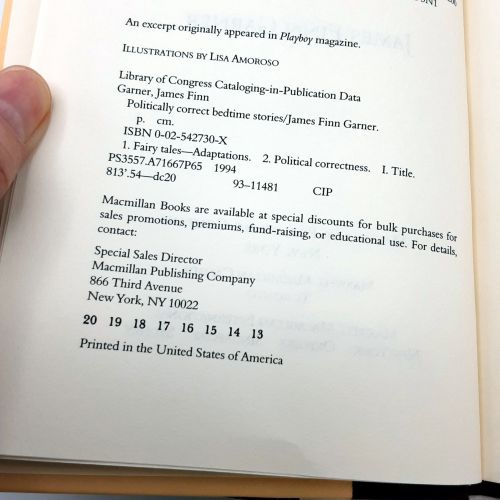 An excerpt originally appeared in Playboy magazine.
ILLUSTRATIONS BY LISA AMOROSO
Library of Congress Cataloging-in-Publication Data
Garner, James Finn
Politically correct bedtime stories/James Finn Garner.
p. cm.
ISBN 0-02-542730-X
1. Fairy tales—Adaptations. 2. Political correctness. I. Title.
PS3557.A71667P65 1994
813'.54—dc20 93–11481 CIP
Macmillan Books are available at special discounts for bulk purchases for
sales promotions, premiums, fund-raising, or educational use. For details,
contact:
Special Sales Director
Macmillan Publishing Company
866 Third Avenue
New York, NY 10022
20 19 18 17 16 15 14 13
Printed in the United States of America